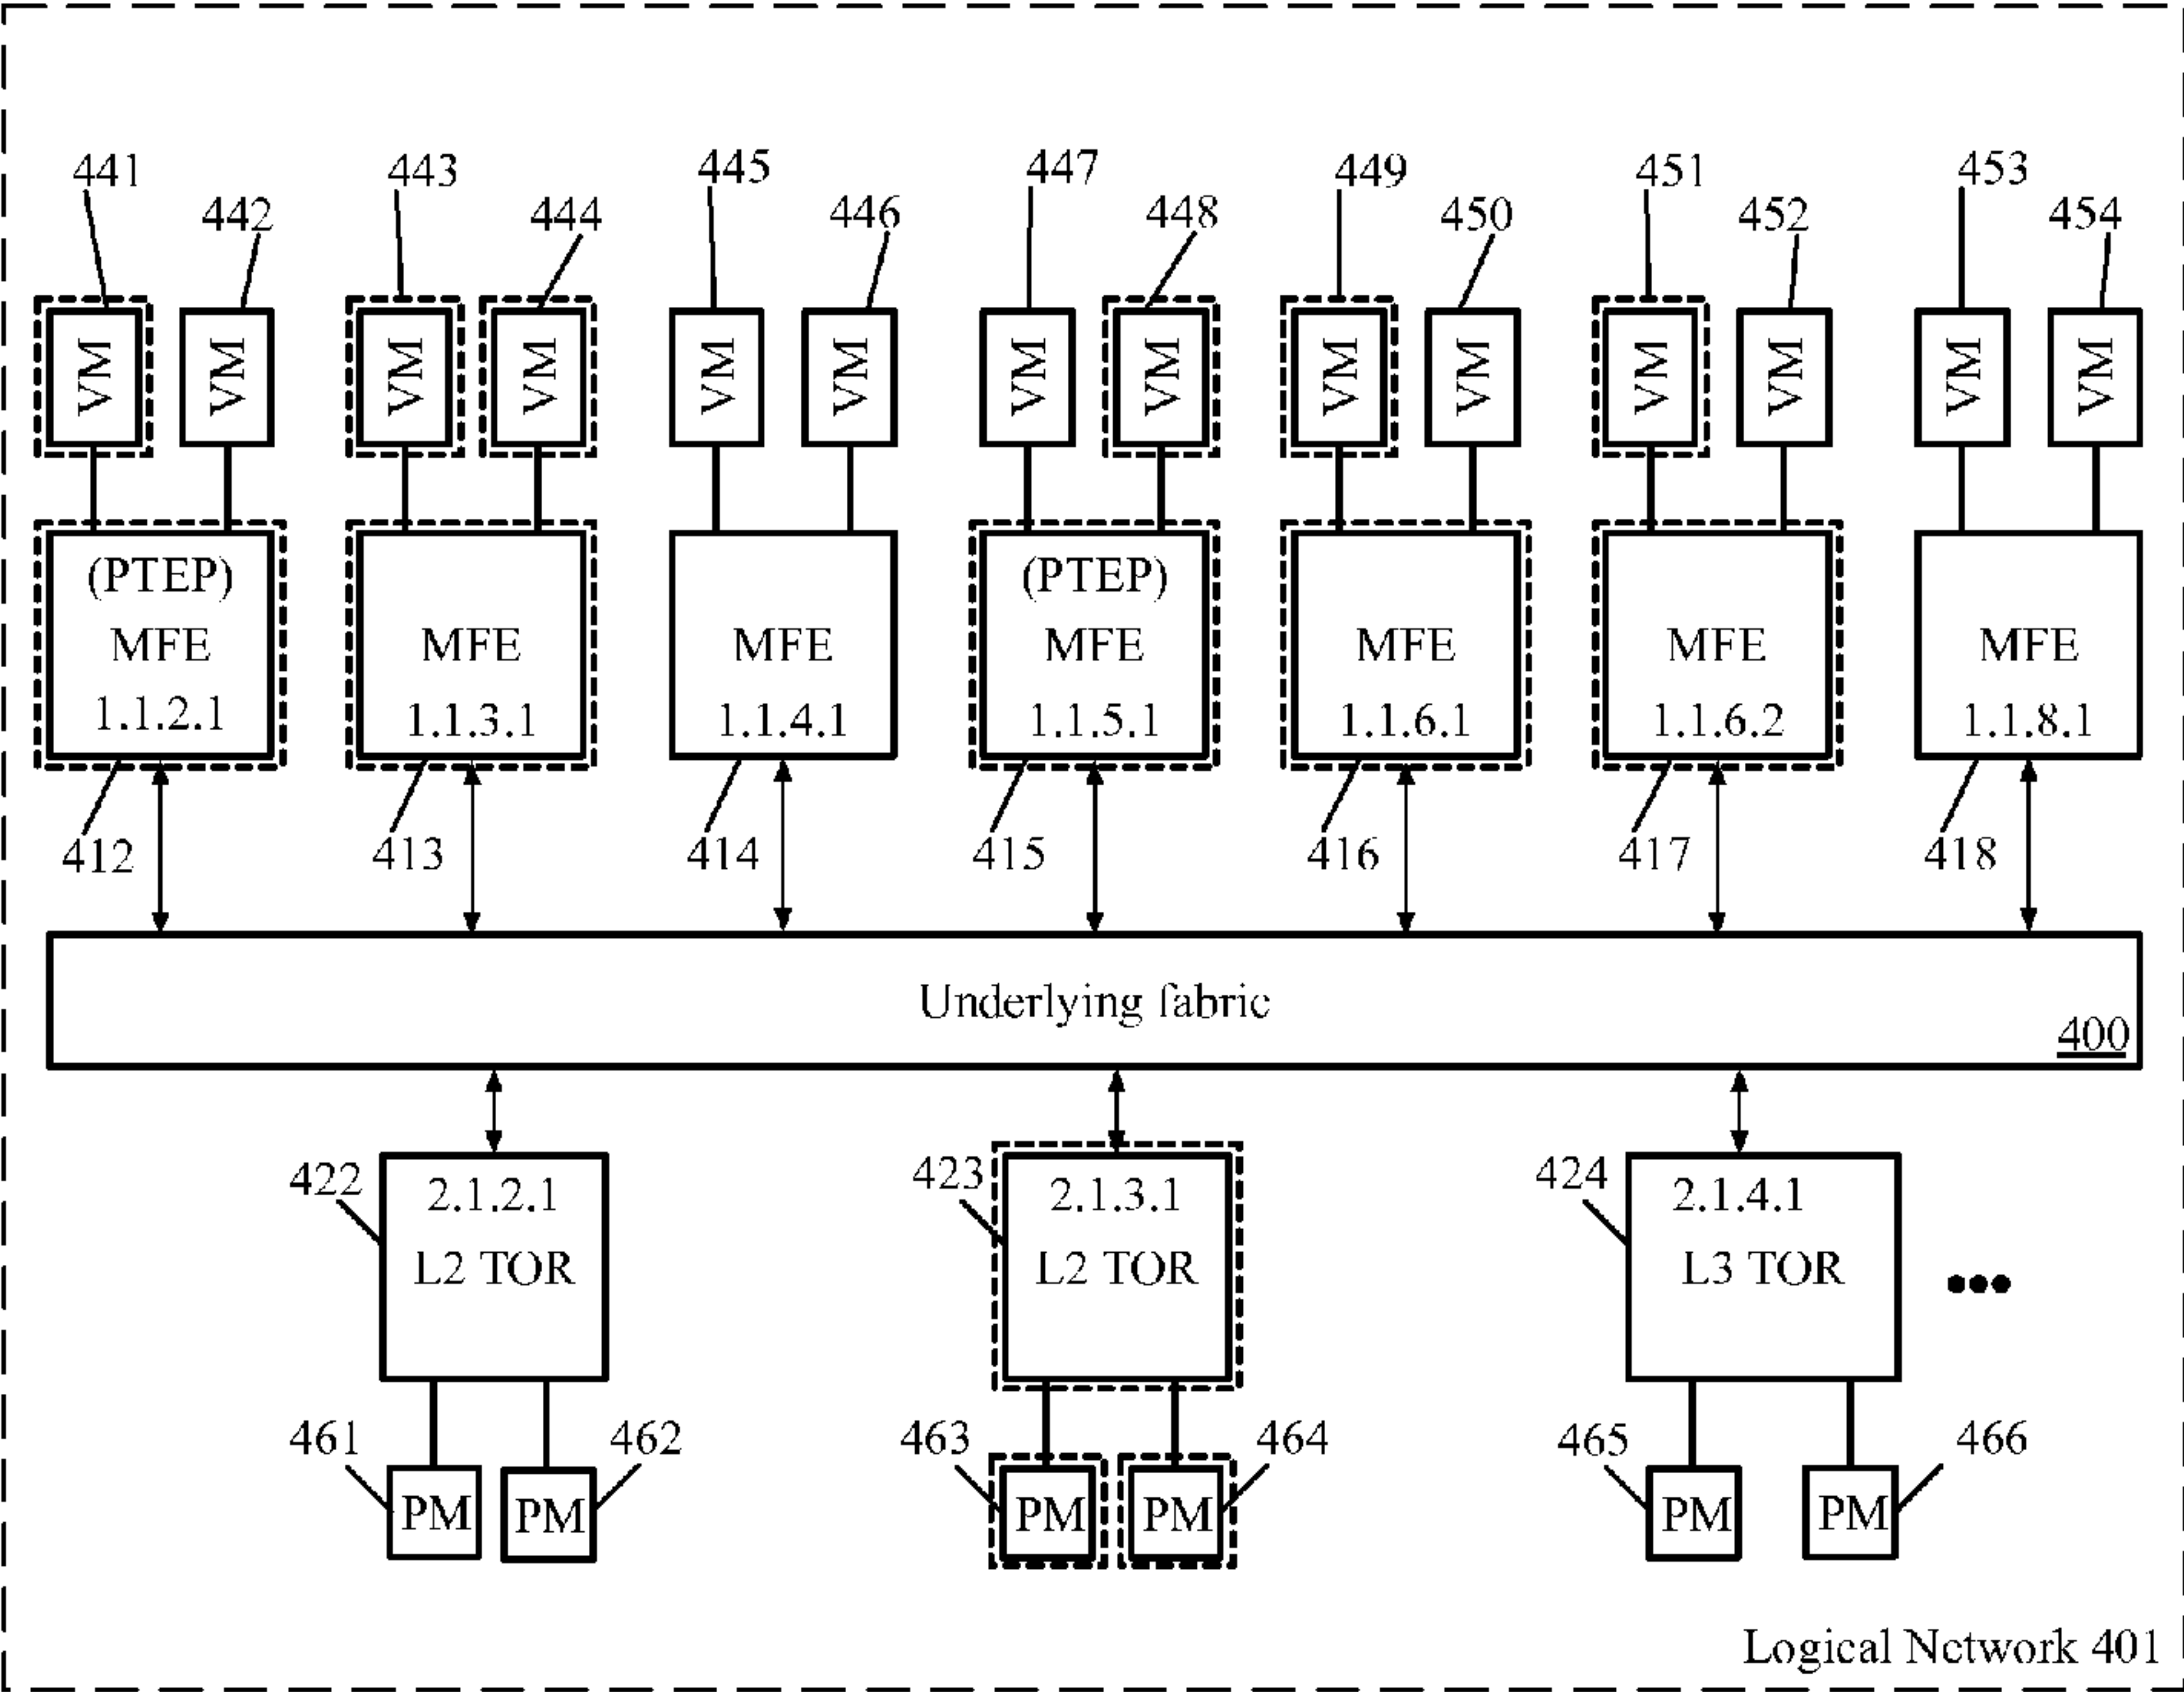 441
443
445
447
449
451
453
442
444
446
448
450
452
454
VM
VM
VM
VM
VM
VM
VM
VM
VM
VM
VM
VM
VM
VM
(PTEP)
MFE
1.1.2.1
MFE
1.1.3.1
MFE
1.1.4.1
(PTEP)
MFE
1.1.5.1
MFE
1.1.6.1
MFE
1.1.6.2
MFE
1.1.8.1
412
413
414
415
416
417
418
Underlying fabric
400
422
2.1.2.1
L2 TOR
423
2.1.3.1
L2 TOR
424
2.1.4.1
L3 TOR
461
462
463
464
465
466
PM
PM
PM
PM
PM
PM
Logical Network 401